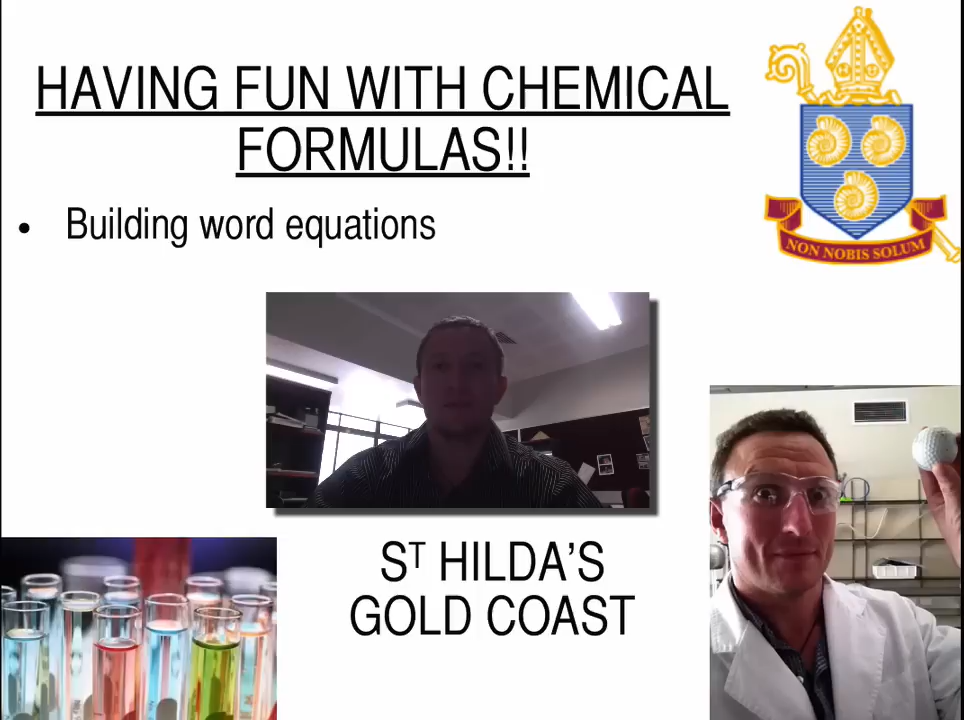 HAVING FUN WITH CHEMICAL
FORMULAS!!
• Building word equations
NON NOBIS SOLUM
Sᵀ HILDA’S
GOLD COAST